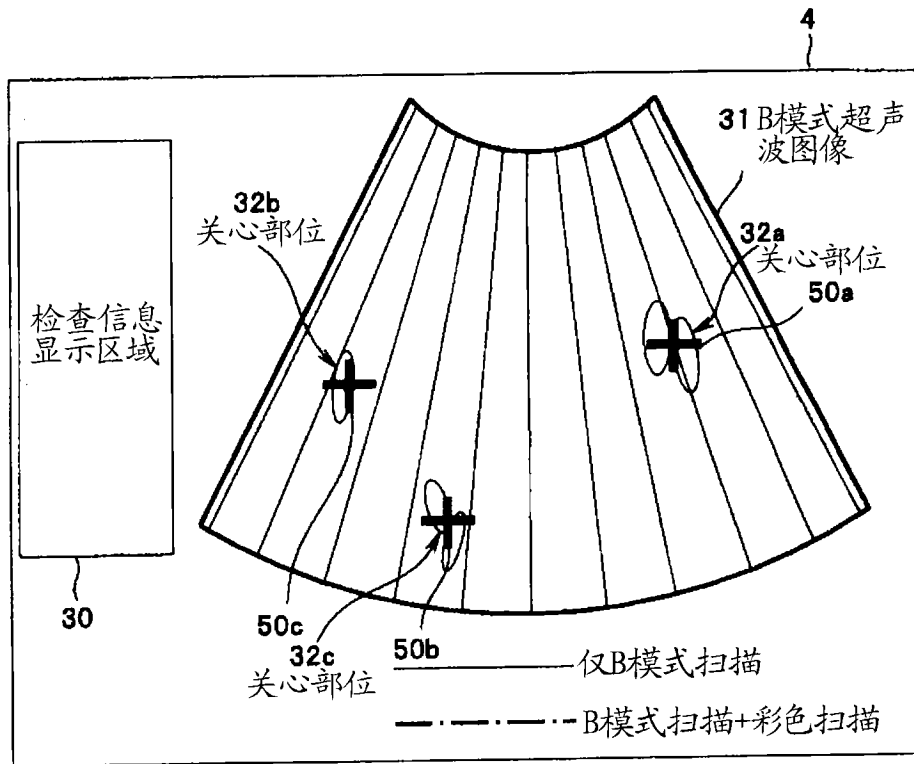 4
31 B模式超声
波图像
32b
关心部位
32a
关心部位
50a
检查信息
显示区域
30
50c
32c
关心部位
50b
仅B模式扫描
B模式扫描+彩色扫描